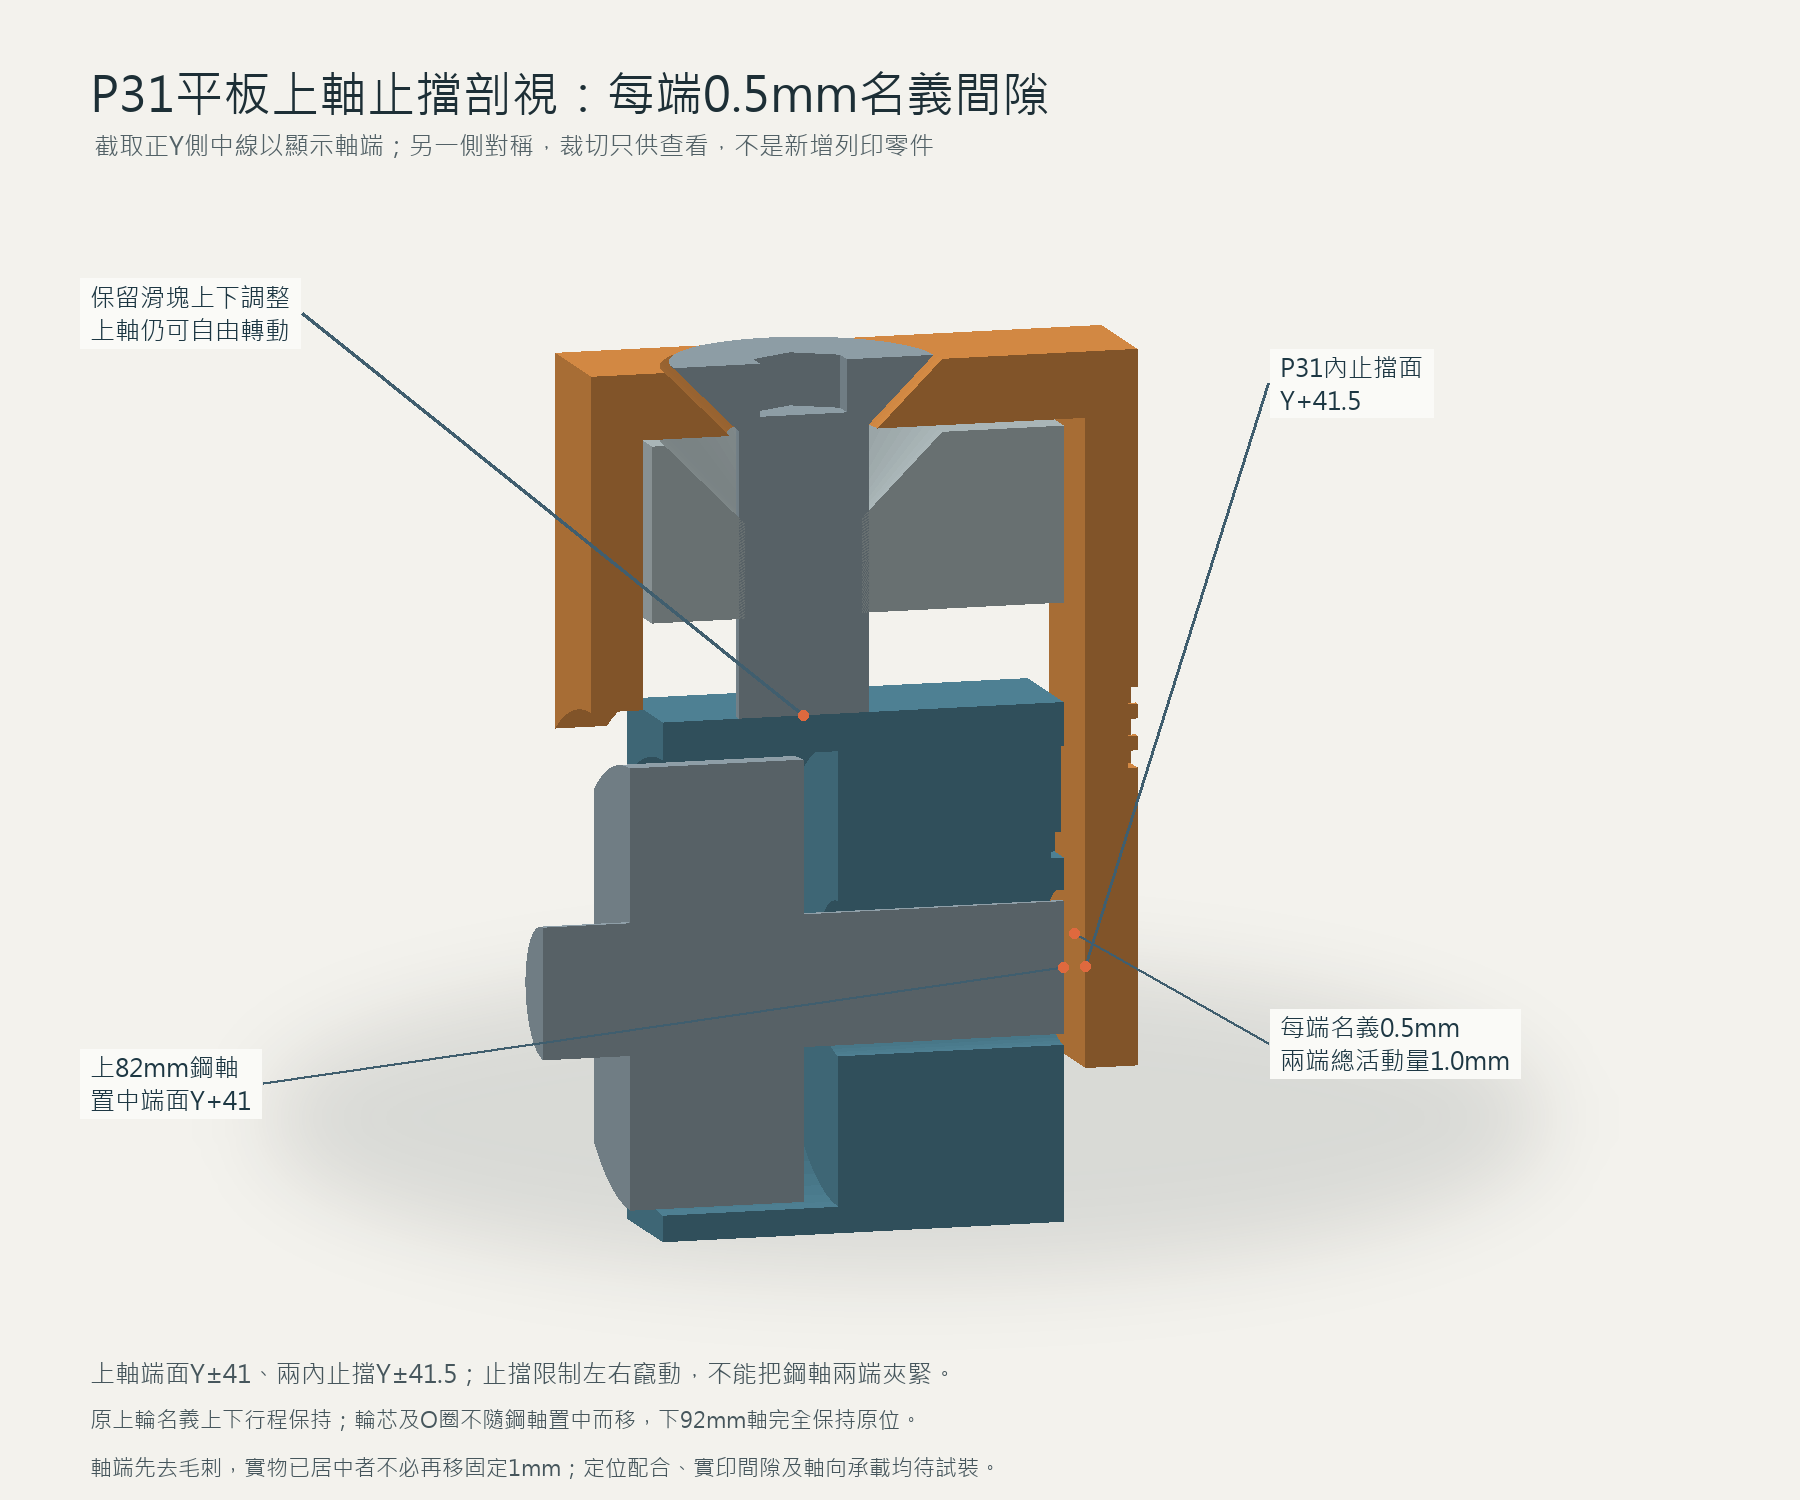 P31平板上軸止擋剖視：每端0.5mm名義間隙
截取正Y側中線以顯示軸端；另一側對稱，裁切只供查看，不是新增列印零件
保留滑塊上下調整
上軸仍可自由轉動
P31內止擋面
Y+41.5
每端名義0.5mm
兩端總活動量1.0mm
上82mm鋼軸
置中端面Y+41
上軸端面Y±41、兩內止擋Y±41.5；止擋限制左右竄動，不能把鋼軸兩端夾緊。
原上輪名義上下行程保持；輪芯及O圈不隨鋼軸置中而移，下92mm軸完全保持原位。
軸端先去毛刺，實物已居中者不必再移固定1mm；定位配合、實印間隙及軸向承載均待試裝。